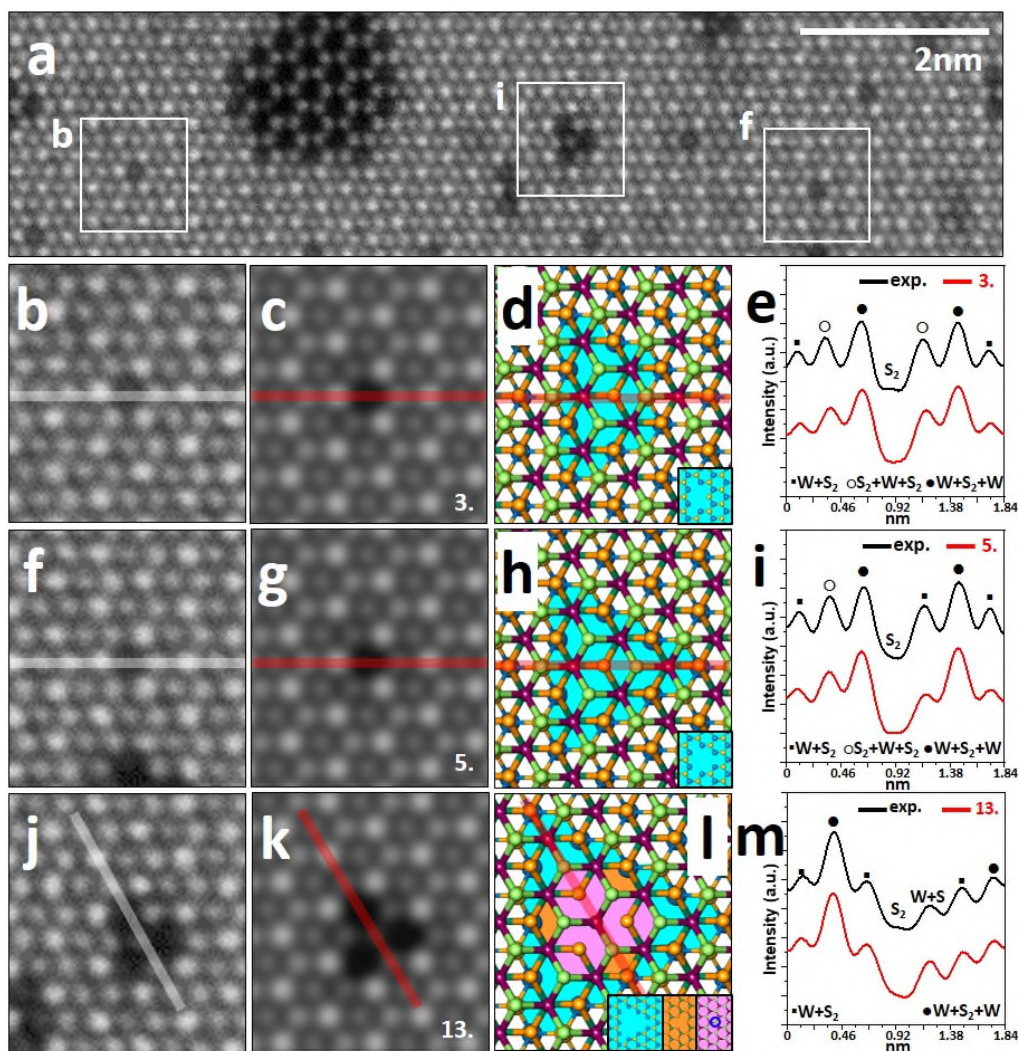 a
2nm
b
i
f
b
c
3.
d
e
exp. 3.
S₂
Intensity (a.u.)
▪W+S₂ ○S₂+W+S₂ ●W+S₂+W
0 0.46 0.92 1.38 1.84
nm
f
g
5.
h
i
exp. 5.
S₂
Intensity (a.u.)
▪W+S₂ ○S₂+W+S₂ ●W+S₂+W
0 0.46 0.92 1.38 1.84
nm
j
k
13.
l
m
exp. 13.
W+S
S₂
Intensity (a.u.)
▪W+S₂ ●W+S₂+W
0 0.46 0.92 1.38 1.84
nm